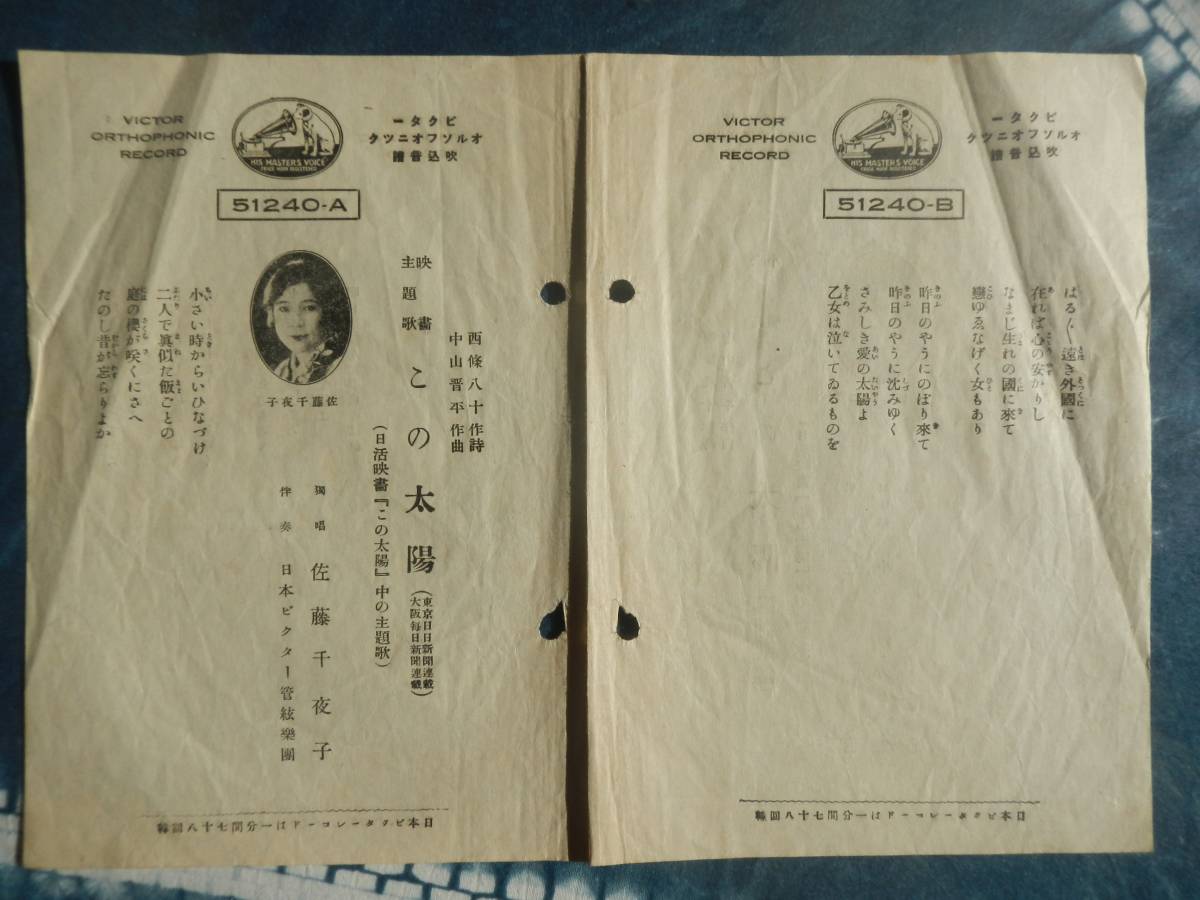 VICTOR
ORTHOPHONIC
RECORD
HIS MASTER'S VOICE
ビクター
オルソフオニツク
吹込音譜
51240-A
映畫
主題歌
この太陽
(東京日日新聞連載
大阪毎日新聞連載)
西條八十作詩
中山晋平作曲
(日活映畫『この太陽』中の主題歌)
佐藤千夜子
獨唱 佐藤千夜子
伴奏 日本ビクター管絃樂團
小さい時からいひなづけ
二人で眞似た飯ごとの
庭の櫻が咲くにさへ
たのし昔が忘らりよか
日本ビクターレコードは一分間七十八回轉
VICTOR
ORTHOPHONIC
RECORD
HIS MASTER'S VOICE
ビクター
オルソフオニツク
吹込音譜
51240-B
はる〴〵遠き外國に
在れば心の安かりし
なまじ生れの國に來て
戀ゆゑなげく女もあり
昨日のやうにのぼり來て
昨日のやうに沈みゆく
さみしき愛の太陽よ
乙女は泣いてゐるものを
日本ビクターレコードは一分間七十八回轉